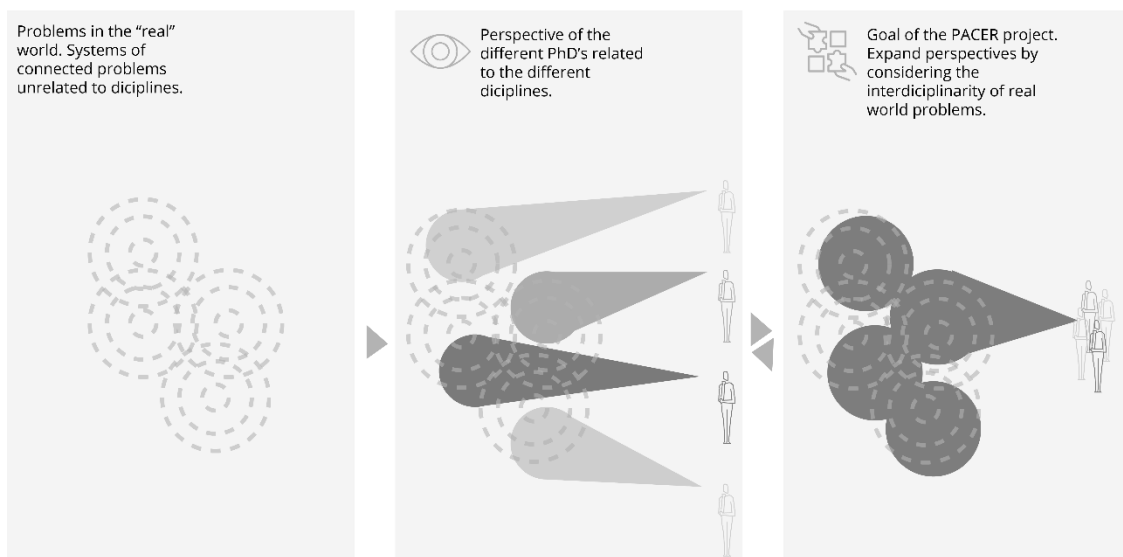 Problems in the “real”
world. Systems of
connected problems
unrelated to diciplines.
Perspective of the
different PhD’s related
to the different
diciplines.
Goal of the PACER project.
Expand perspectives by
considering the
interdiciplinarity of real
world problems.